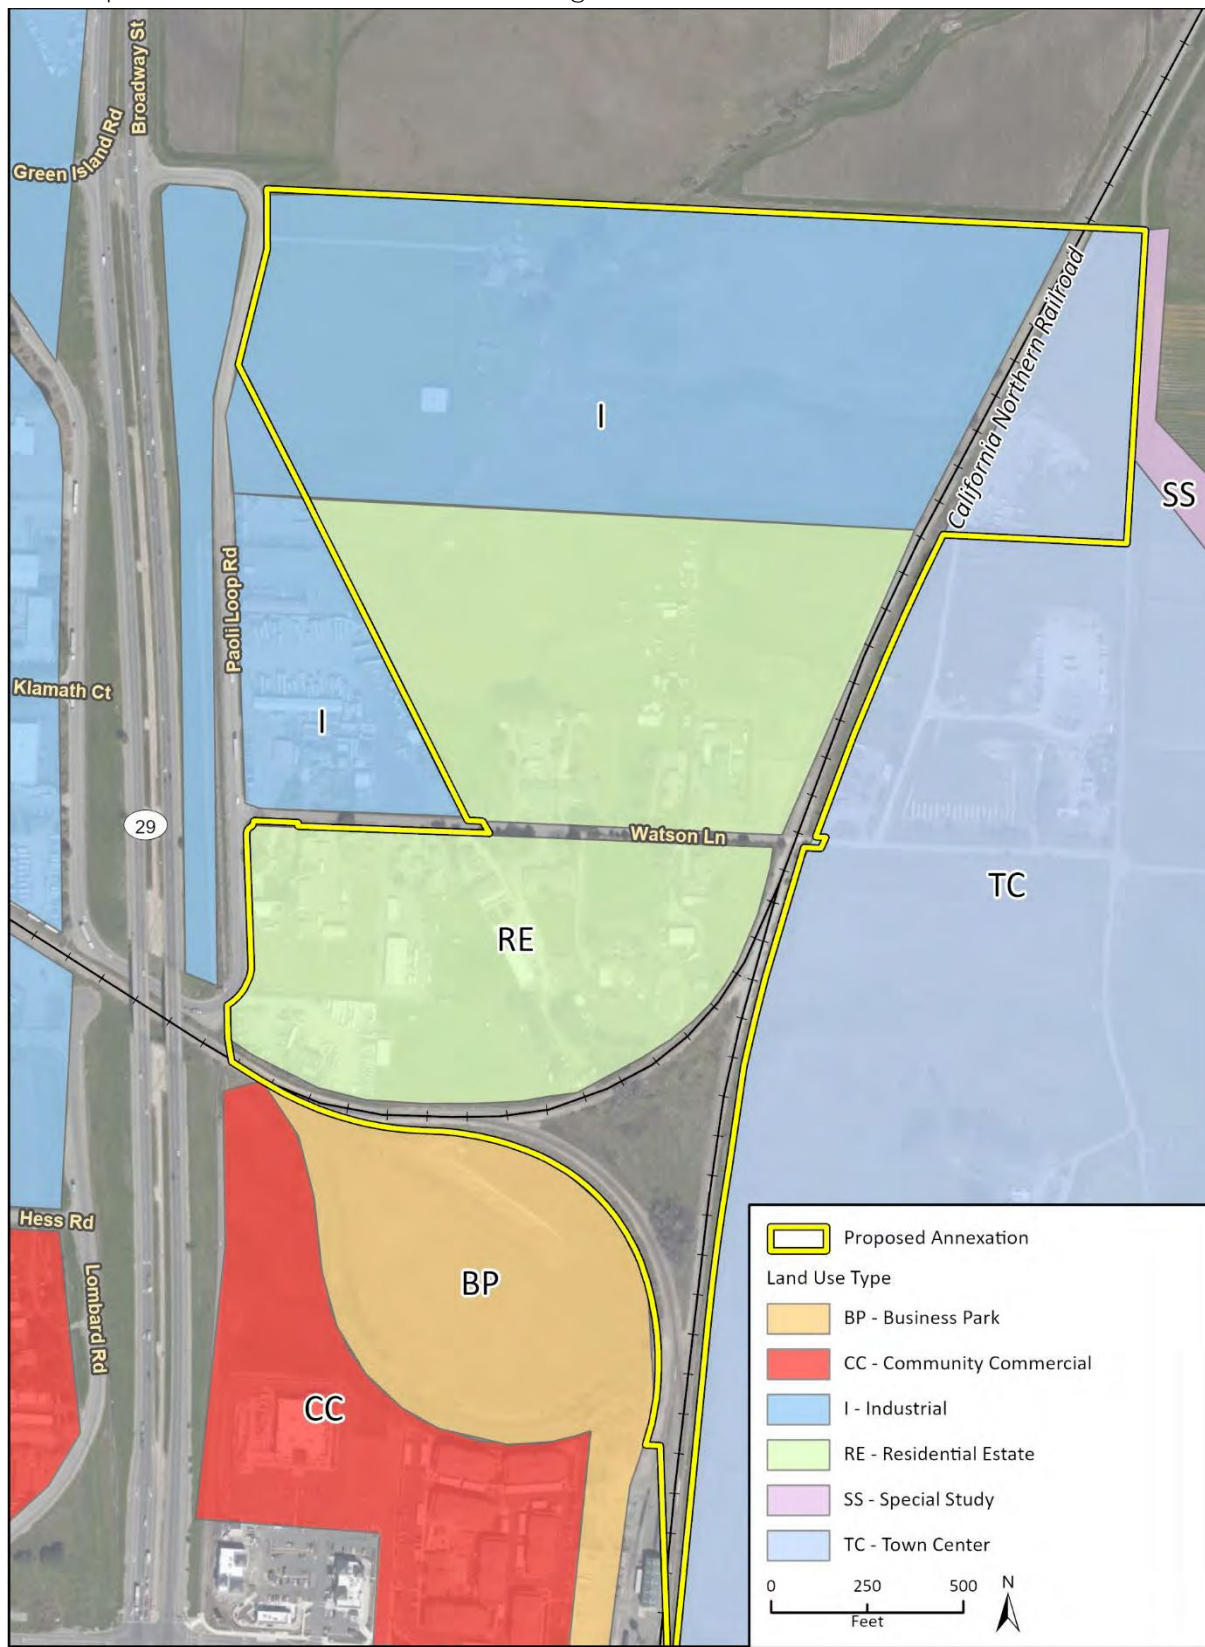 Broadway St
Green Island Rd
California Northern Railroad
I
SS
Paoli Loop Rd
Klamath Ct
I
29
Watson Ln
TC
RE
Hess Rd
Lombard Rd
BP
CC
Proposed Annexation
Land Use Type
BP - Business Park
CC - Community Commercial
I - Industrial
RE - Residential Estate
SS - Special Study
TC - Town Center
0 250 500
Feet
N